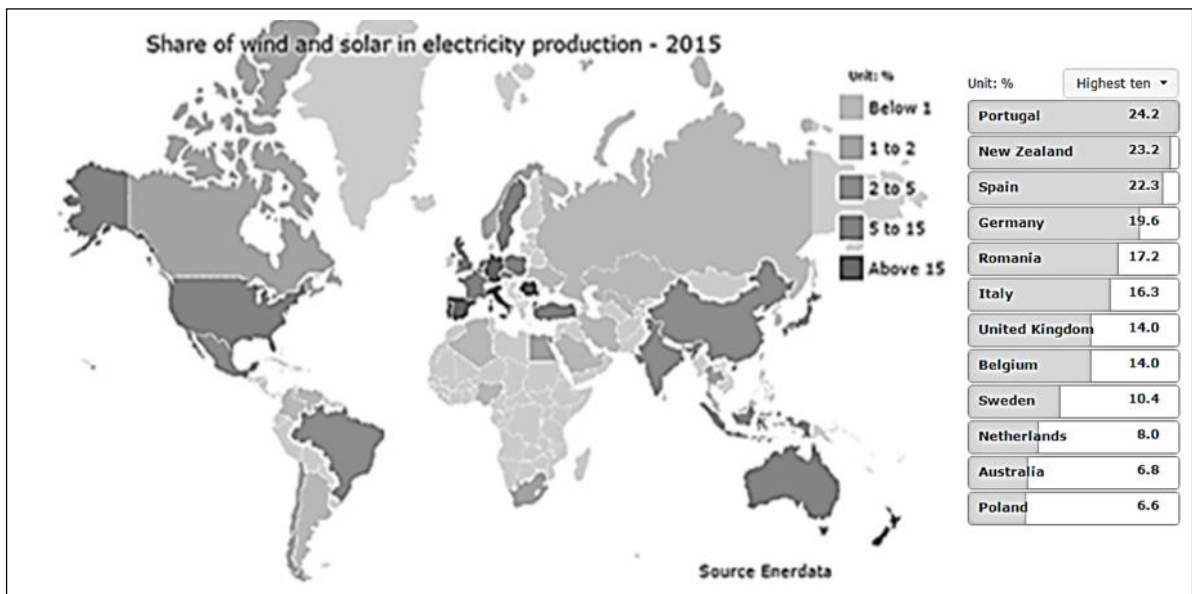 Share of wind and solar in electricity production - 2015
Unit: %
Below 1
1 to 2
2 to 5
5 to 15
Above 15
Source Enerdata
Unit: % Highest ten
Portugal 24.2
New Zealand 23.2
Spain 22.3
Germany 19.6
Romania 17.2
Italy 16.3
United Kingdom 14.0
Belgium 14.0
Sweden 10.4
Netherlands 8.0
Australia 6.8
Poland 6.6